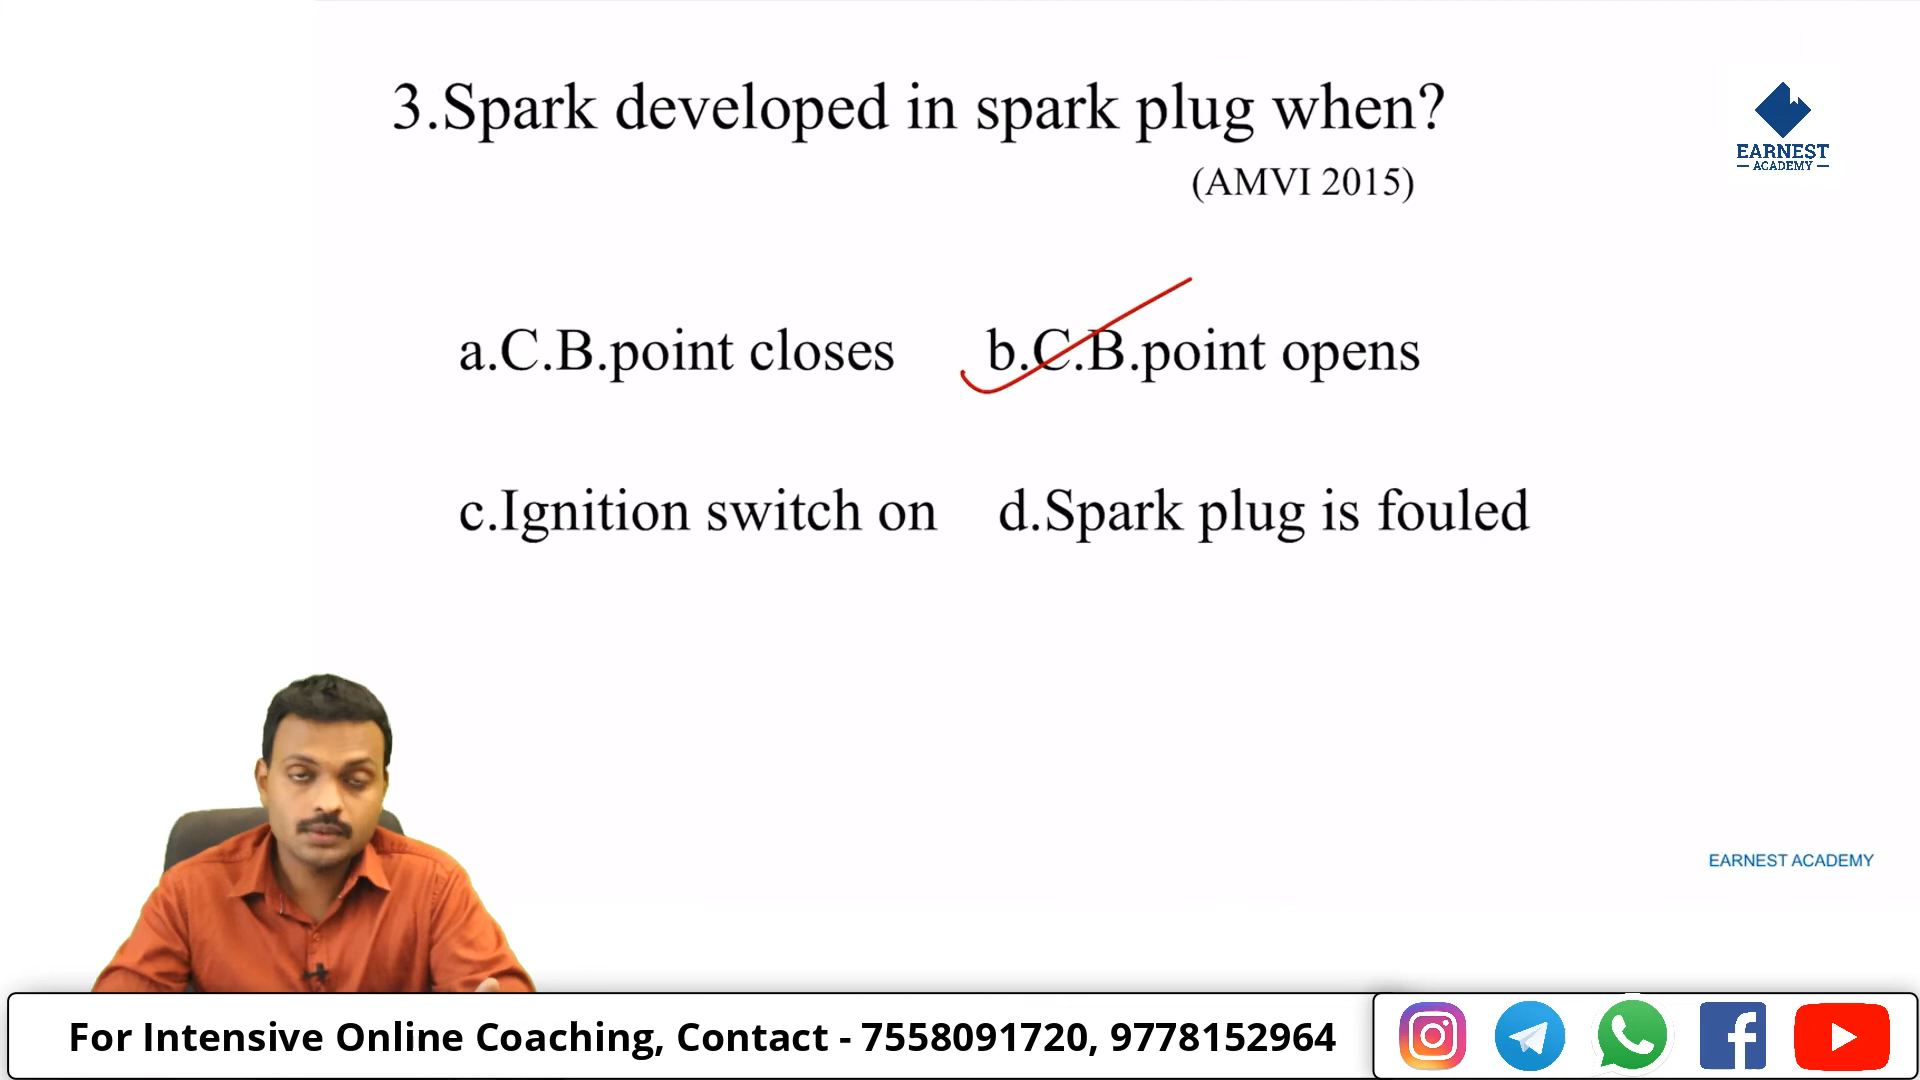 3.Spark developed in spark plug when?
(AMVI 2015)
EARNEST
ACADEMY
a.C.B.point closes b.C.B.point opens
c.Ignition switch on d.Spark plug is fouled
EARNEST ACADEMY
For Intensive Online Coaching, Contact - 7558091720, 9778152964